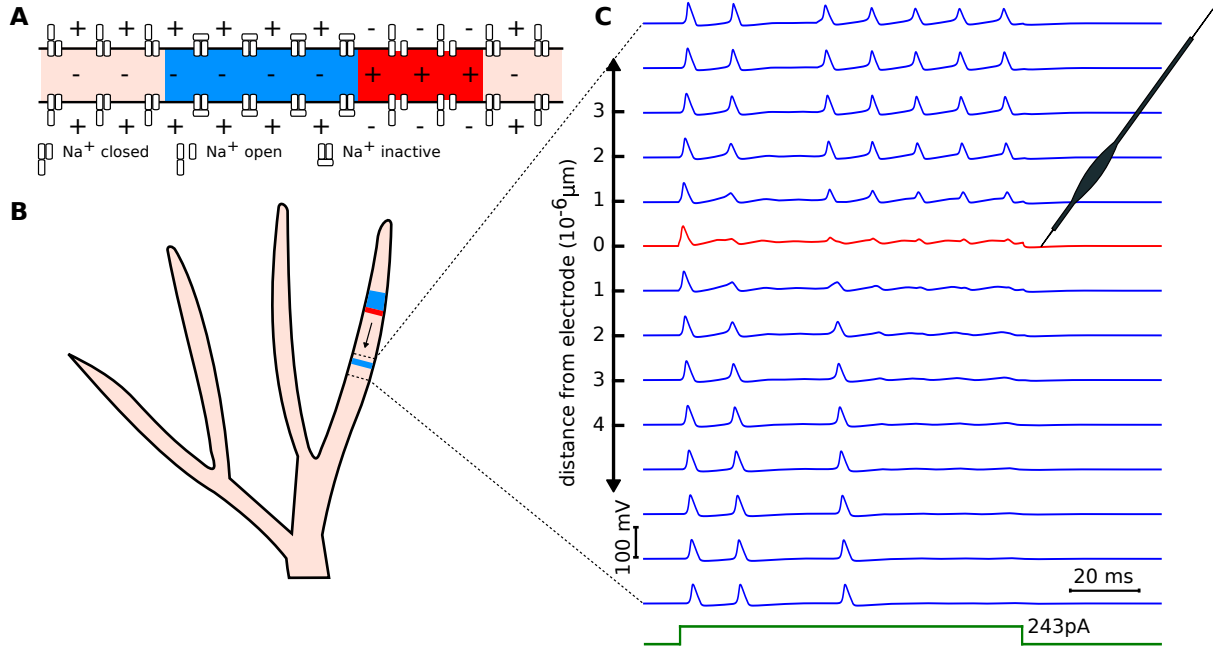 A
+ + + + + + - - - + +
- - - - - - + + + -
+ + + + + + - - - + +
Na+ closed
Na+ open
Na+ inactive
B
C
distance from electrode (10-6μm)
3
2
1
0
1
2
3
4
100 mV
20 ms
243pA